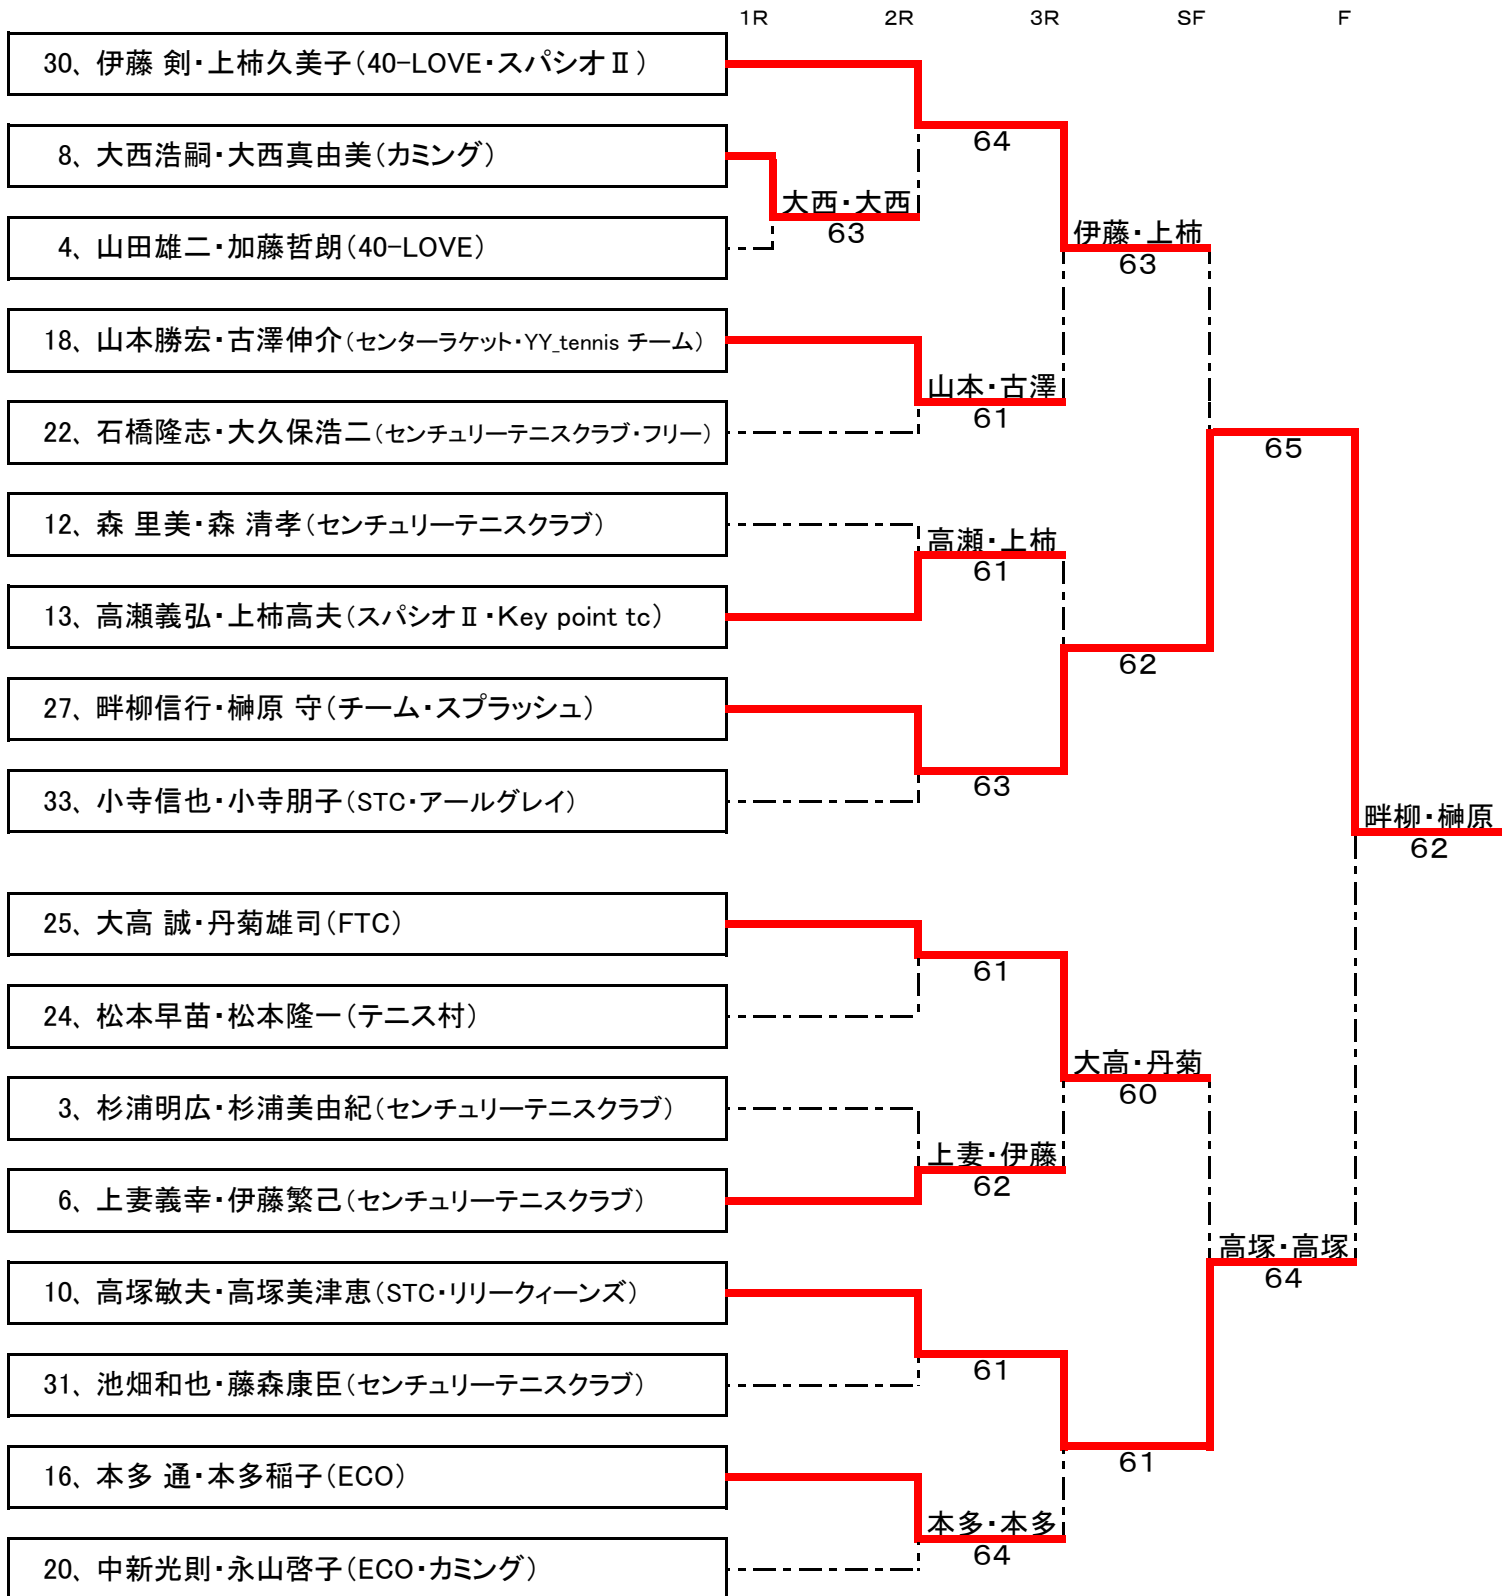 1R 2R 3R SF F
30、伊藤 剣・上柿久美子(40-LOVE・スパシオⅡ)
64
8、大西浩嗣・大西真由美(カミング)
大西・大西
63
4、山田雄二・加藤哲朗(40-LOVE)
伊藤・上柿
63
18、山本勝宏・古澤伸介(センターラケット・YY_tennis チーム)
山本・古澤
61
22、石橋隆志・大久保浩二(センチュリーテニスクラブ・フリー)
65
12、森 里美・森 清孝(センチュリーテニスクラブ)
高瀬・上柿
61
13、高瀬義弘・上柿高夫(スパシオⅡ・Key point tc)
62
27、畔柳信行・榊原 守(チーム・スプラッシュ)
63
33、小寺信也・小寺朋子(STC・アールグレイ)
畔柳・榊原
62
25、大高 誠・丹菊雄司(FTC)
61
24、松本早苗・松本隆一(テニス村)
大高・丹菊
60
3、杉浦明広・杉浦美由紀(センチュリーテニスクラブ)
上妻・伊藤
62
6、上妻義幸・伊藤繁己(センチュリーテニスクラブ)
高塚・高塚
64
10、高塚敏夫・高塚美津恵(STC・リリークィーンズ)
61
31、池畑和也・藤森康臣(センチュリーテニスクラブ)
61
16、本多 通・本多稲子(ECO)
本多・本多
64
20、中新光則・永山啓子(ECO・カミング)